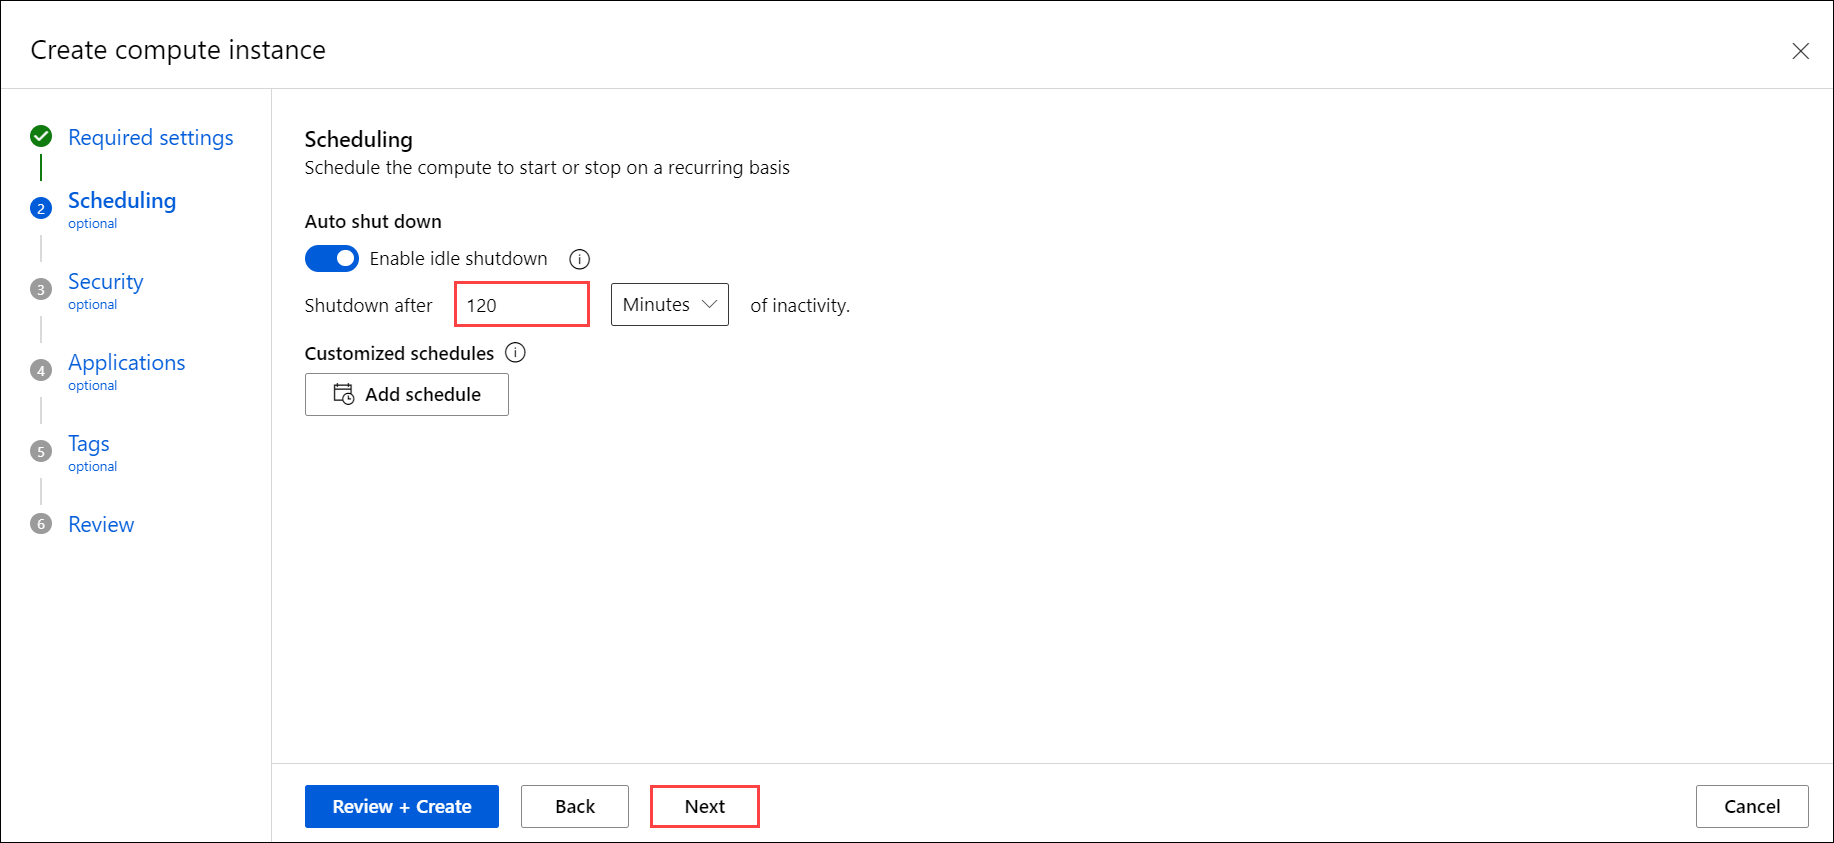 Create compute instance
Required settings
2 Scheduling
optional
3 Security
optional
4 Applications
optional
5 Tags
optional
6 Review
Scheduling
Schedule the compute to start or stop on a recurring basis
Auto shut down
Enable idle shutdown
Shutdown after 120 Minutes of inactivity.
Customized schedules
Add schedule
Review + Create Back Next Cancel